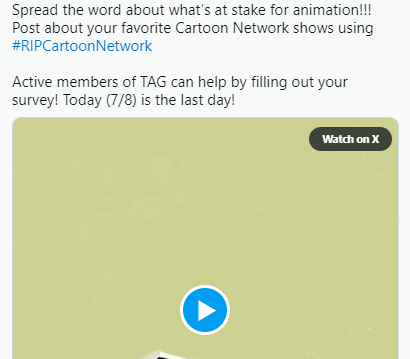 Spread the word about what's at stake for animation!!!
Post about your favorite Cartoon Network shows using
#RIPCartoonNetwork
Active members of TAG can help by filling out your
survey! Today (7/8) is the last day!
Watch on X